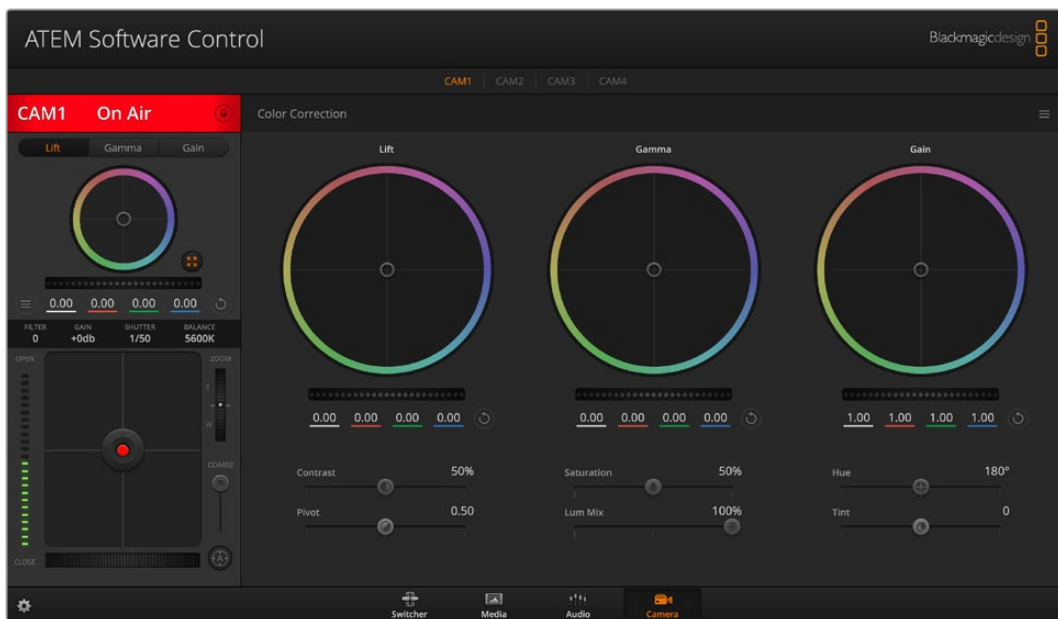 ATEM Software Control
Blackmagicdesign
CAM1 CAM2 CAM3 CAM4
CAM1 On Air
Color Correction
Lift Gamma Gain
Lift Gamma Gain
0.00 0.00 0.00 0.00
FILTER GAIN SHUTTER BALANCE
0 +0db 1/50 5600K
OPEN ZOOM
T
W
COARSE
A
CLOSE
0.00 0.00 0.00 0.00
0.00 0.00 0.00 0.00
1.00 1.00 1.00 1.00
Contrast 50%
Saturation 50%
Hue 180°
Pivot 0.50
Lum Mix 100%
Tint 0
Switcher Media Audio Camera